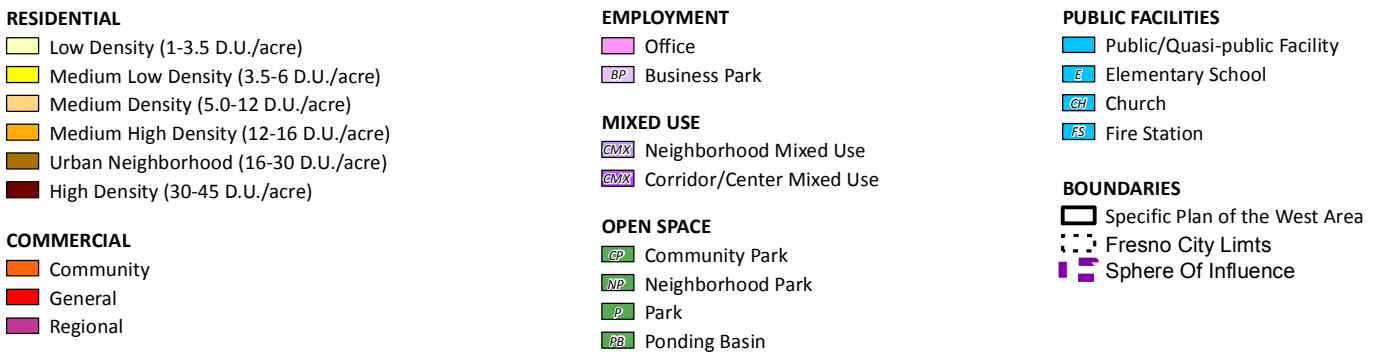 RESIDENTIAL
Low Density (1-3.5 D.U./acre)
Medium Low Density (3.5-6 D.U./acre)
Medium Density (5.0-12 D.U./acre)
Medium High Density (12-16 D.U./acre)
Urban Neighborhood (16-30 D.U./acre)
High Density (30-45 D.U./acre)
COMMERCIAL
Community
General
Regional
EMPLOYMENT
Office
BP Business Park
MIXED USE
CMX Neighborhood Mixed Use
CMX Corridor/Center Mixed Use
OPEN SPACE
CP Community Park
NP Neighborhood Park
P Park
PB Ponding Basin
PUBLIC FACILITIES
Public/Quasi-public Facility
E Elementary School
CH Church
FS Fire Station
BOUNDARIES
Specific Plan of the West Area
Fresno City Limts
Sphere Of Influence